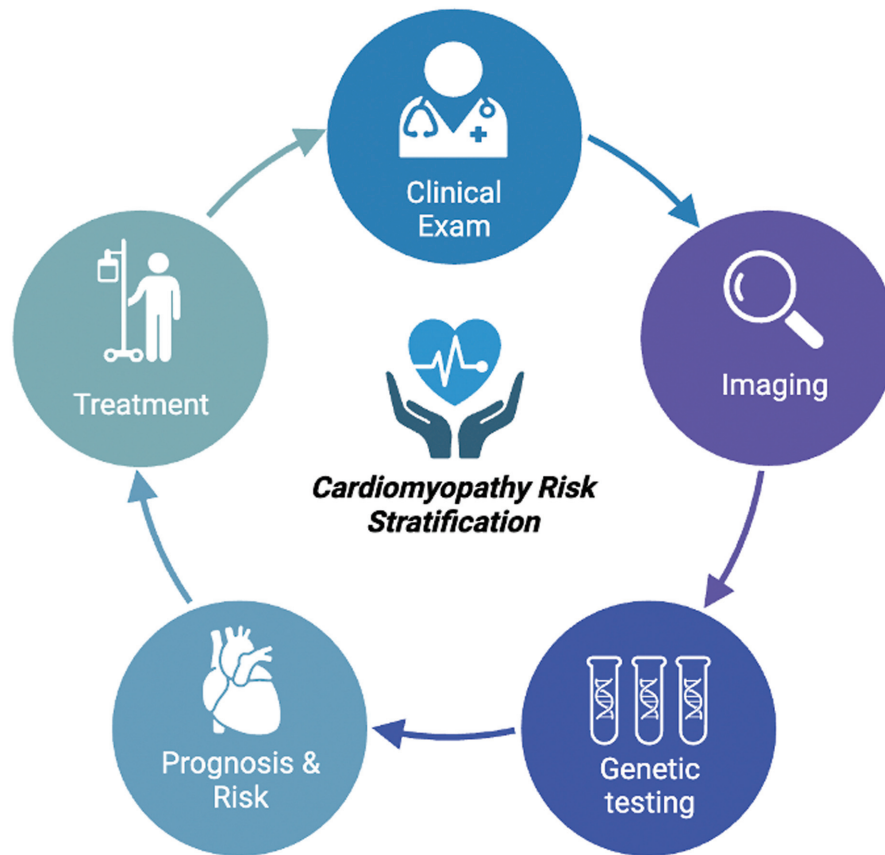 Clinical
Exam
Imaging
Treatment
Cardiomyopathy Risk
Stratification
Prognosis &
Risk
Genetic
testing